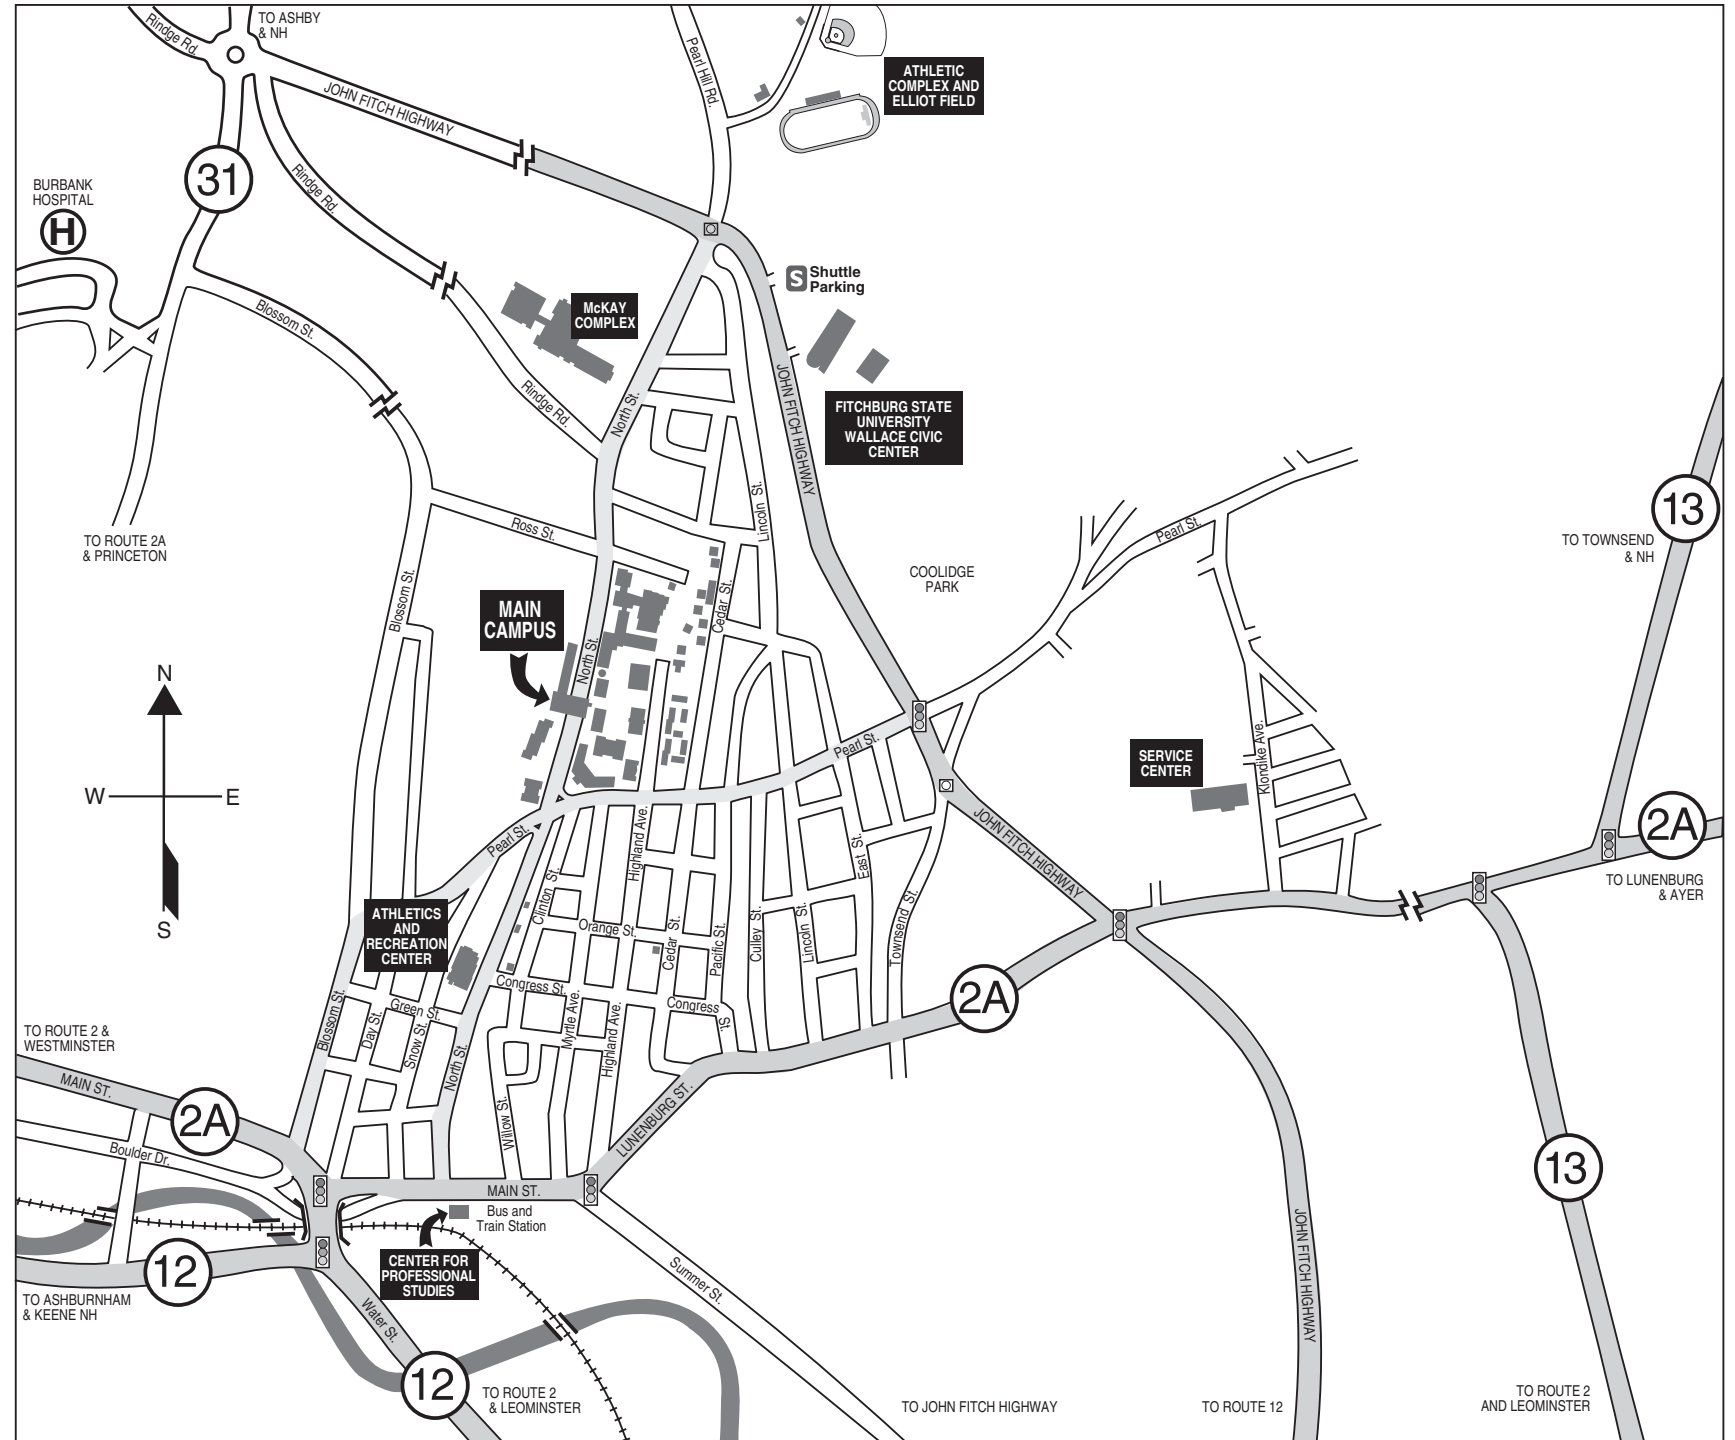 TO ASHBY
& NH
Rindge Rd.
JOHN FITCH HIGHWAY
Pearl Hill Rd.
ATHLETIC
COMPLEX AND
ELLIOT FIELD
31
Rindge Rd.
BURBANK
HOSPITAL
H
S
Shuttle
Parking
McKAY
COMPLEX
Blossom St.
Rindge Rd.
North St.
JOHN FITCH HIGHWAY
FITCHBURG STATE
UNIVERSITY
WALLACE CIVIC
CENTER
13
TO TOWNSEND
& NH
TO ROUTE 2A
& PRINCETON
Ross St.
Lincoln St.
Pearl St.
COOLIDGE
PARK
Blossom St.
MAIN
CAMPUS
Cedar St.
North St.
N
W
E
S
Pearl St.
Klondike Ave.
SERVICE
CENTER
2A
TO LUNENBURG
& AYER
Pearl St.
Highland Ave.
East St.
JOHN FITCH HIGHWAY
Clinton St.
ATHLETICS
AND
RECREATION
CENTER
Orange St.
Cedar St.
Pacific St.
Culley St.
Lincoln St.
Townsend St.
Congress St.
Congress
St.
2A
Green St.
Blossom St.
Day St.
Snow St.
North St.
Myrtle Ave.
Highland Ave.
TO ROUTE 2 &
WESTMINSTER
MAIN ST.
2A
Willow St.
LUNENBURG ST.
Boulder Dr.
13
MAIN ST.
Bus and
Train Station
CENTER FOR
PROFESSIONAL
STUDIES
12
TO ASHBURNHAM
& KEENE NH
Water St.
Summer St.
JOHN FITCH HIGHWAY
12
TO ROUTE 2
& LEOMINSTER
TO JOHN FITCH HIGHWAY
TO ROUTE 12
TO ROUTE 2
AND LEOMINSTER